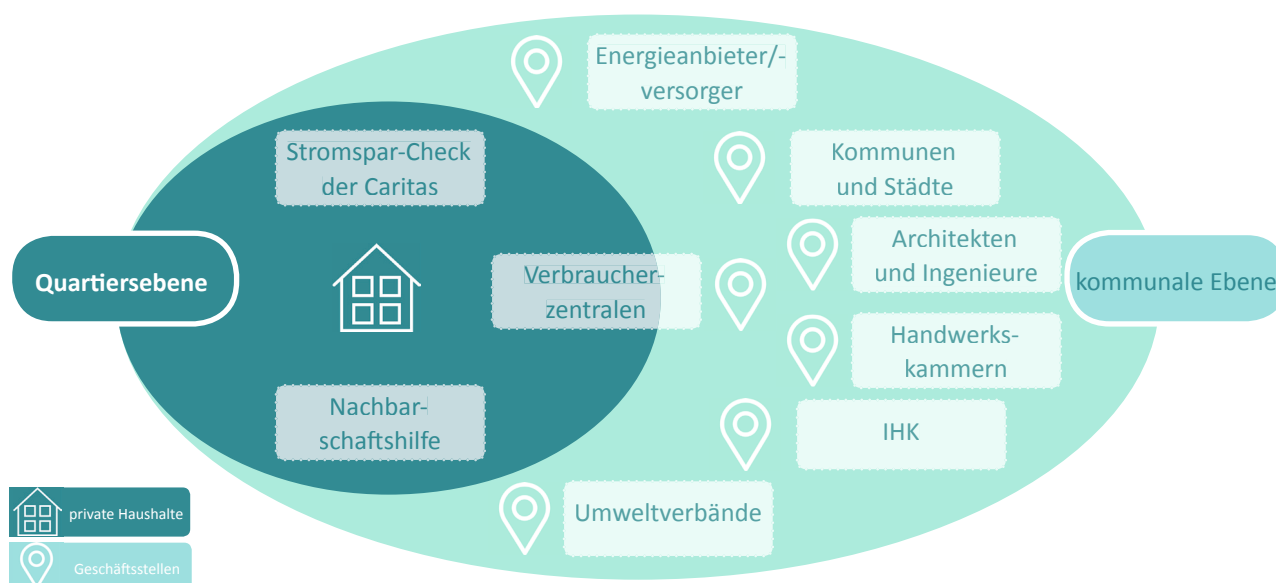 Energieanbieter/-
versorger
Stromspar-Check
der Caritas
Kommunen
und Städte
Architekten
und Ingenieure
Quartiersebene
Verbraucher-
zentralen
kommunale Ebene
Handwerks-
kammern
Nachbar-
schaftshilfe
IHK
Umweltverbände
private Haushalte
Geschäftsstellen